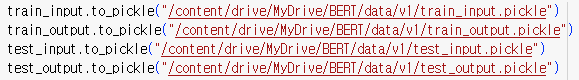 train_input.to_pickle("/content/drive/MyDrive/BERT/data/v1/train_input.pickle")
train_output.to_pickle("/content/drive/MyDrive/BERT/data/v1/train_output.pickle")
test_input.to_pickle("/content/drive/MyDrive/BERT/data/v1/test_input.pickle")
test_output.to_pickle("/content/drive/MyDrive/BERT/data/v1/test_output.pickle")